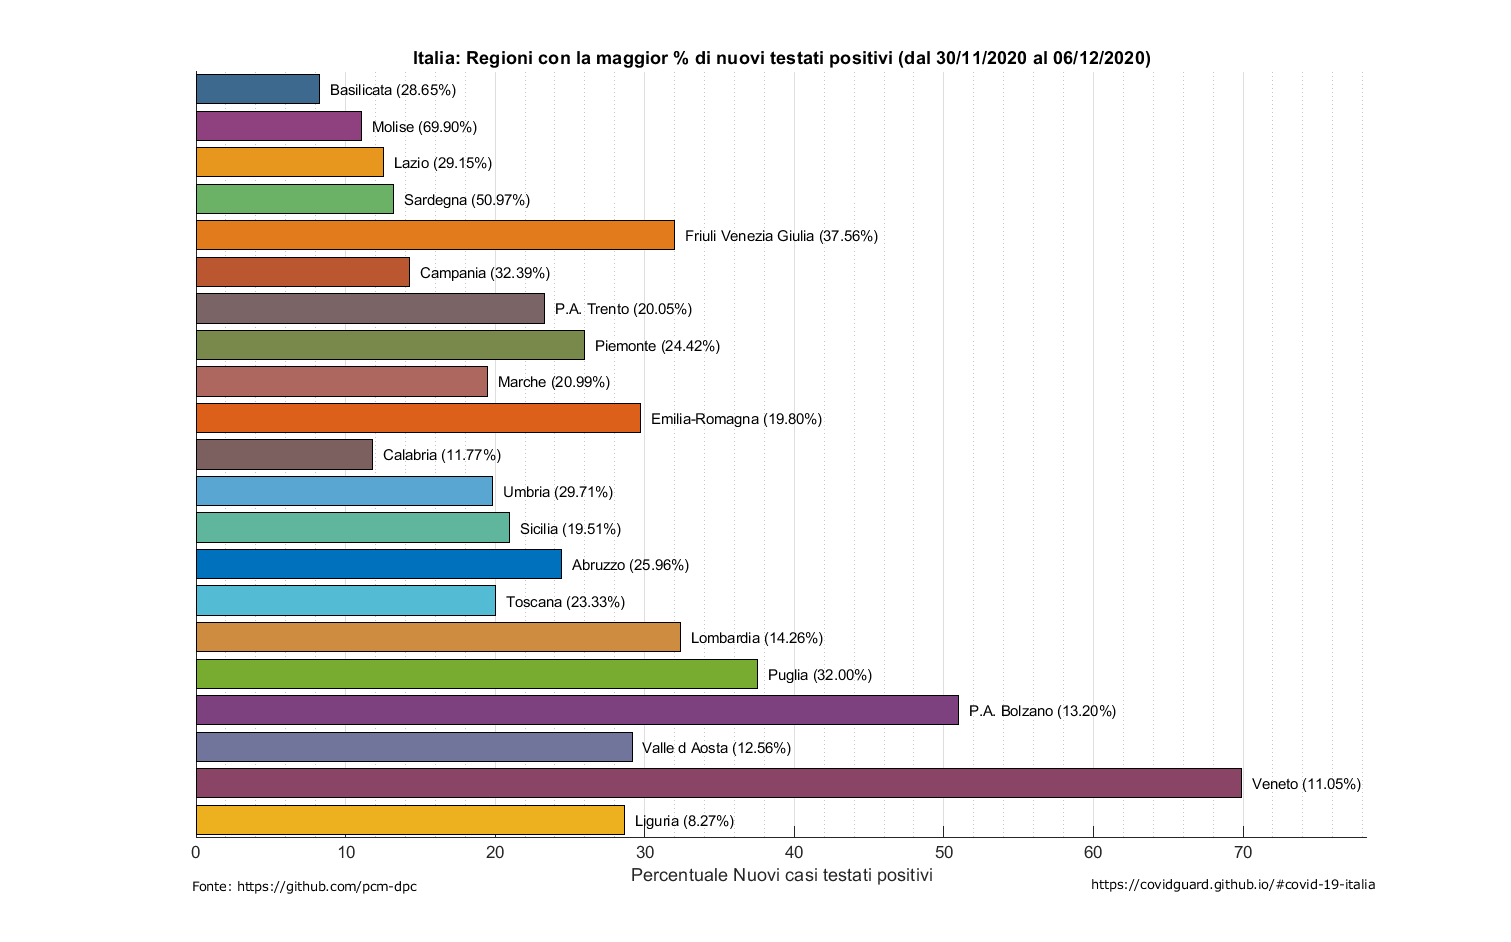 Italia: Regioni con la maggior % di nuovi testati positivi (dal 30/11/2020 al 06/12/2020)
Basilicata (28.65%)
Molise (69.90%)
Lazio (29.15%)
Sardegna (50.97%)
Friuli Venezia Giulia (37.56%)
Campania (32.39%)
P.A. Trento (20.05%)
Piemonte (24.42%)
Marche (20.99%)
Emilia-Romagna (19.80%)
Calabria (11.77%)
Umbria (29.71%)
Sicilia (19.51%)
Abruzzo (25.96%)
Toscana (23.33%)
Lombardia (14.26%)
Puglia (32.00%)
P.A. Bolzano (13.20%)
Valle d Aosta (12.56%)
Veneto (11.05%)
Liguria (8.27%)
0 10 20 30 40 50 60 70
Percentuale Nuovi casi testati positivi
Fonte: https://github.com/pcm-dpc
https://covidguard.github.io/#covid-19-italia